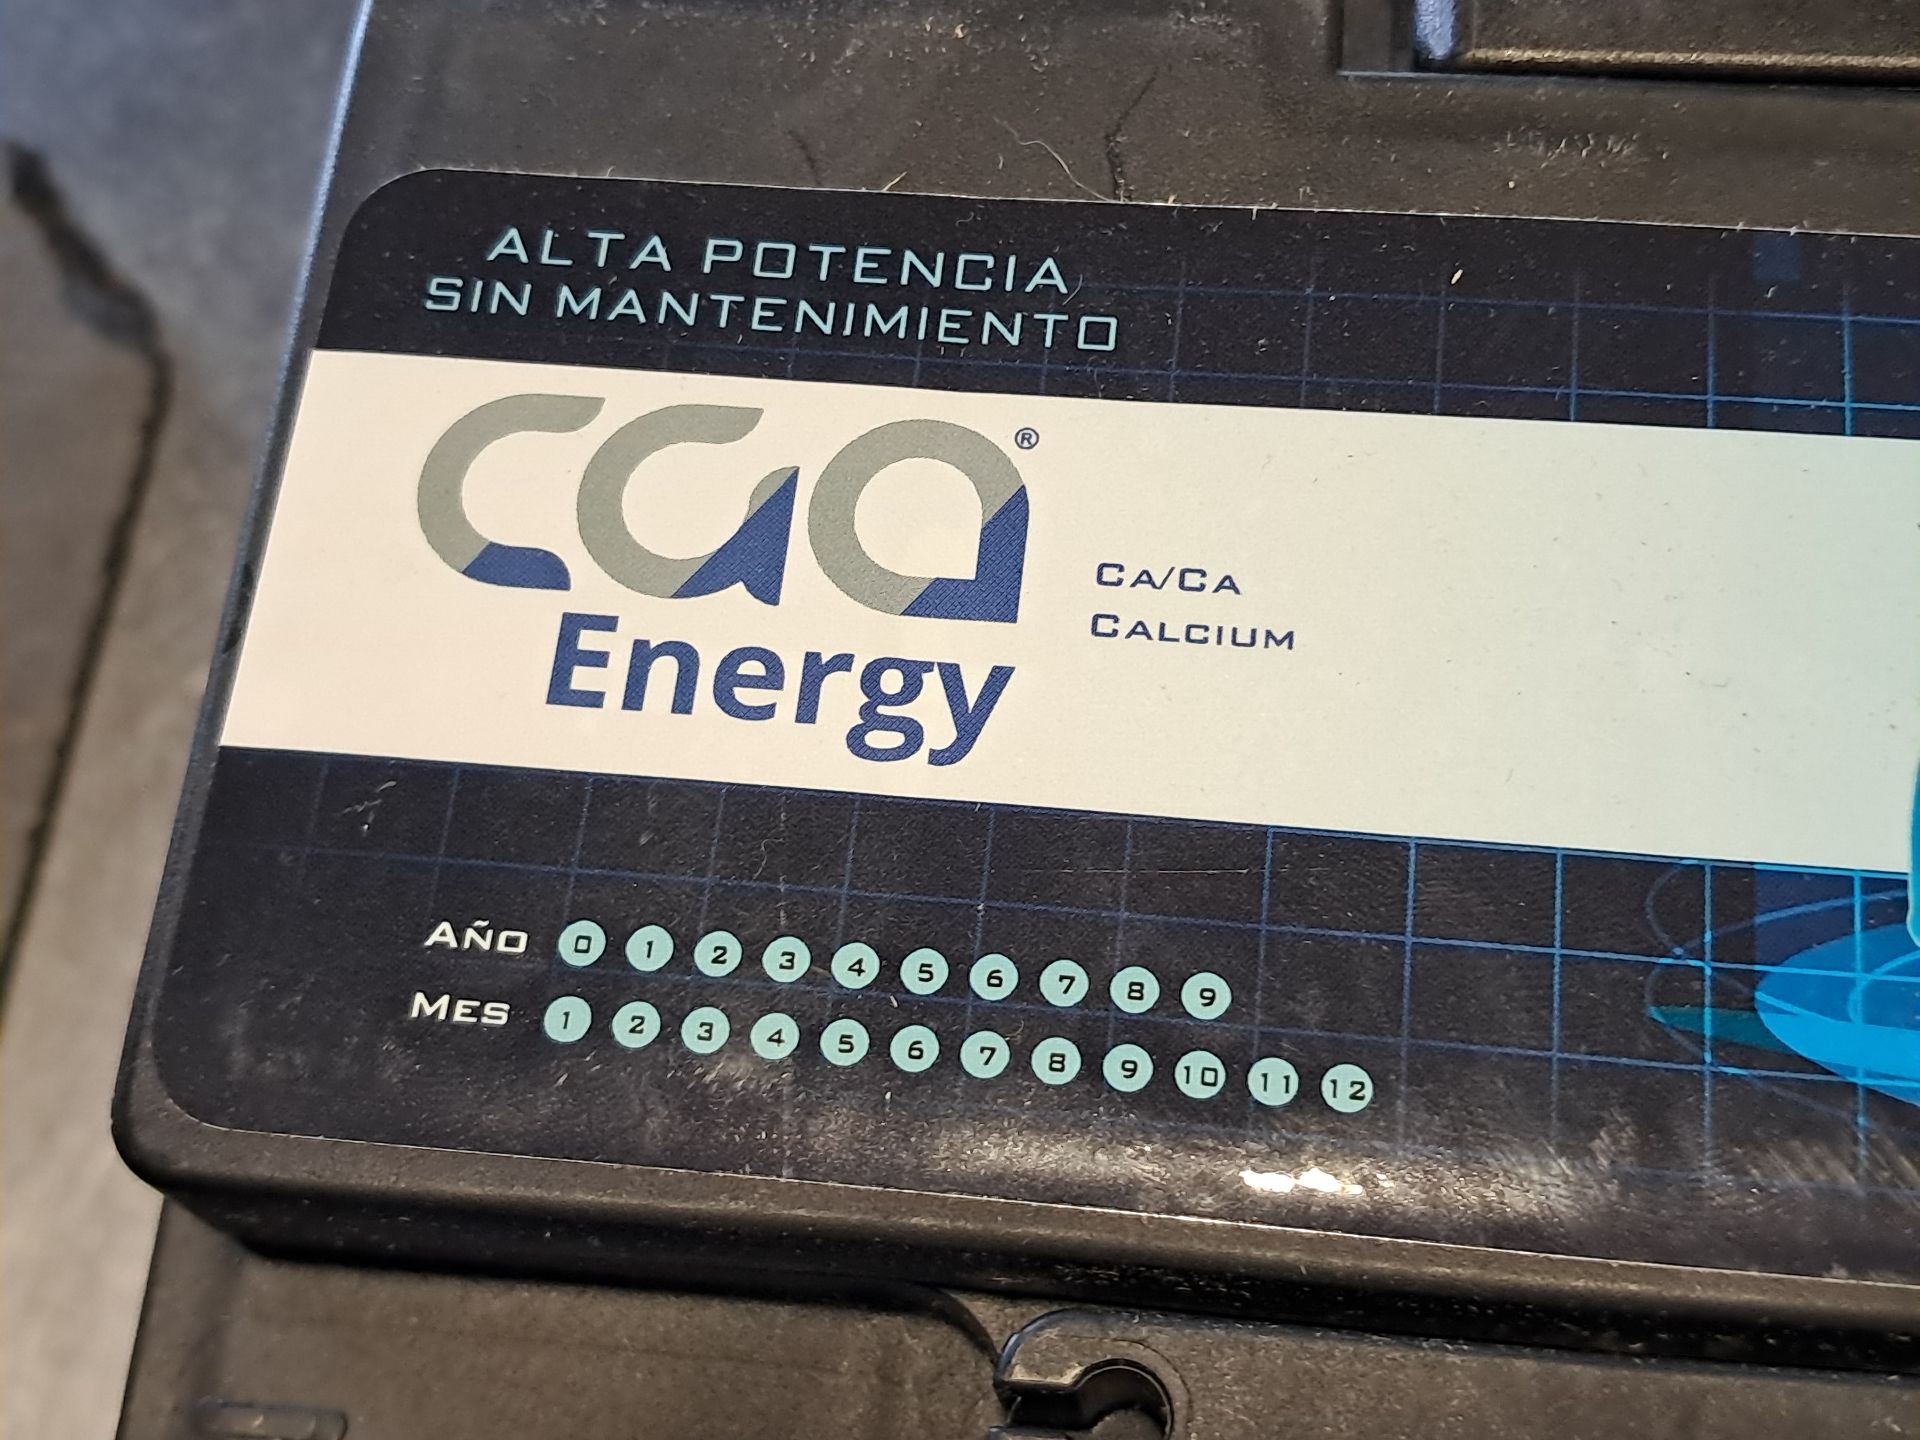 ALTA POTENCIA
SIN MANTENIMIENTO
CGA®
Energy
CA/CA
CALCIUM
AÑO 0 1 2 3 4 5 6 7 8 9
MES 1 2 3 4 5 6 7 8 9 10 11 12